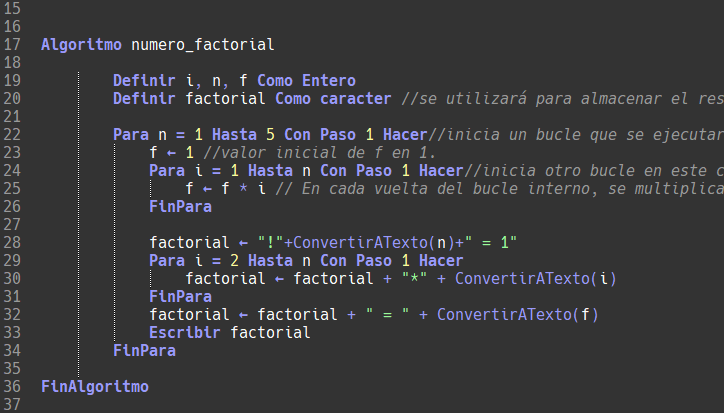 15
16
17 Algoritmo numero_factorial
18
19 Definir i, n, f Como Entero
20 Definir factorial Como caracter //se utilizará para almacenar el res
21
22 Para n = 1 Hasta 5 Con Paso 1 Hacer//inicia un bucle que se ejecutar
23 f ← 1 //valor inicial de f en 1.
24 Para i = 1 Hasta n Con Paso 1 Hacer//inicia otro bucle en este c
25 f ← f * i // En cada vuelta del bucle interno, se multiplica
26 FinPara
27
28 factorial ← "!"+ConvertirATexto(n)+" = 1"
29 Para i = 2 Hasta n Con Paso 1 Hacer
30 factorial ← factorial + "*" + ConvertirATexto(i)
31 FinPara
32 factorial ← factorial + " = " + ConvertirATexto(f)
33 Escribir factorial
34 FinPara
35
36 FinAlgoritmo
37